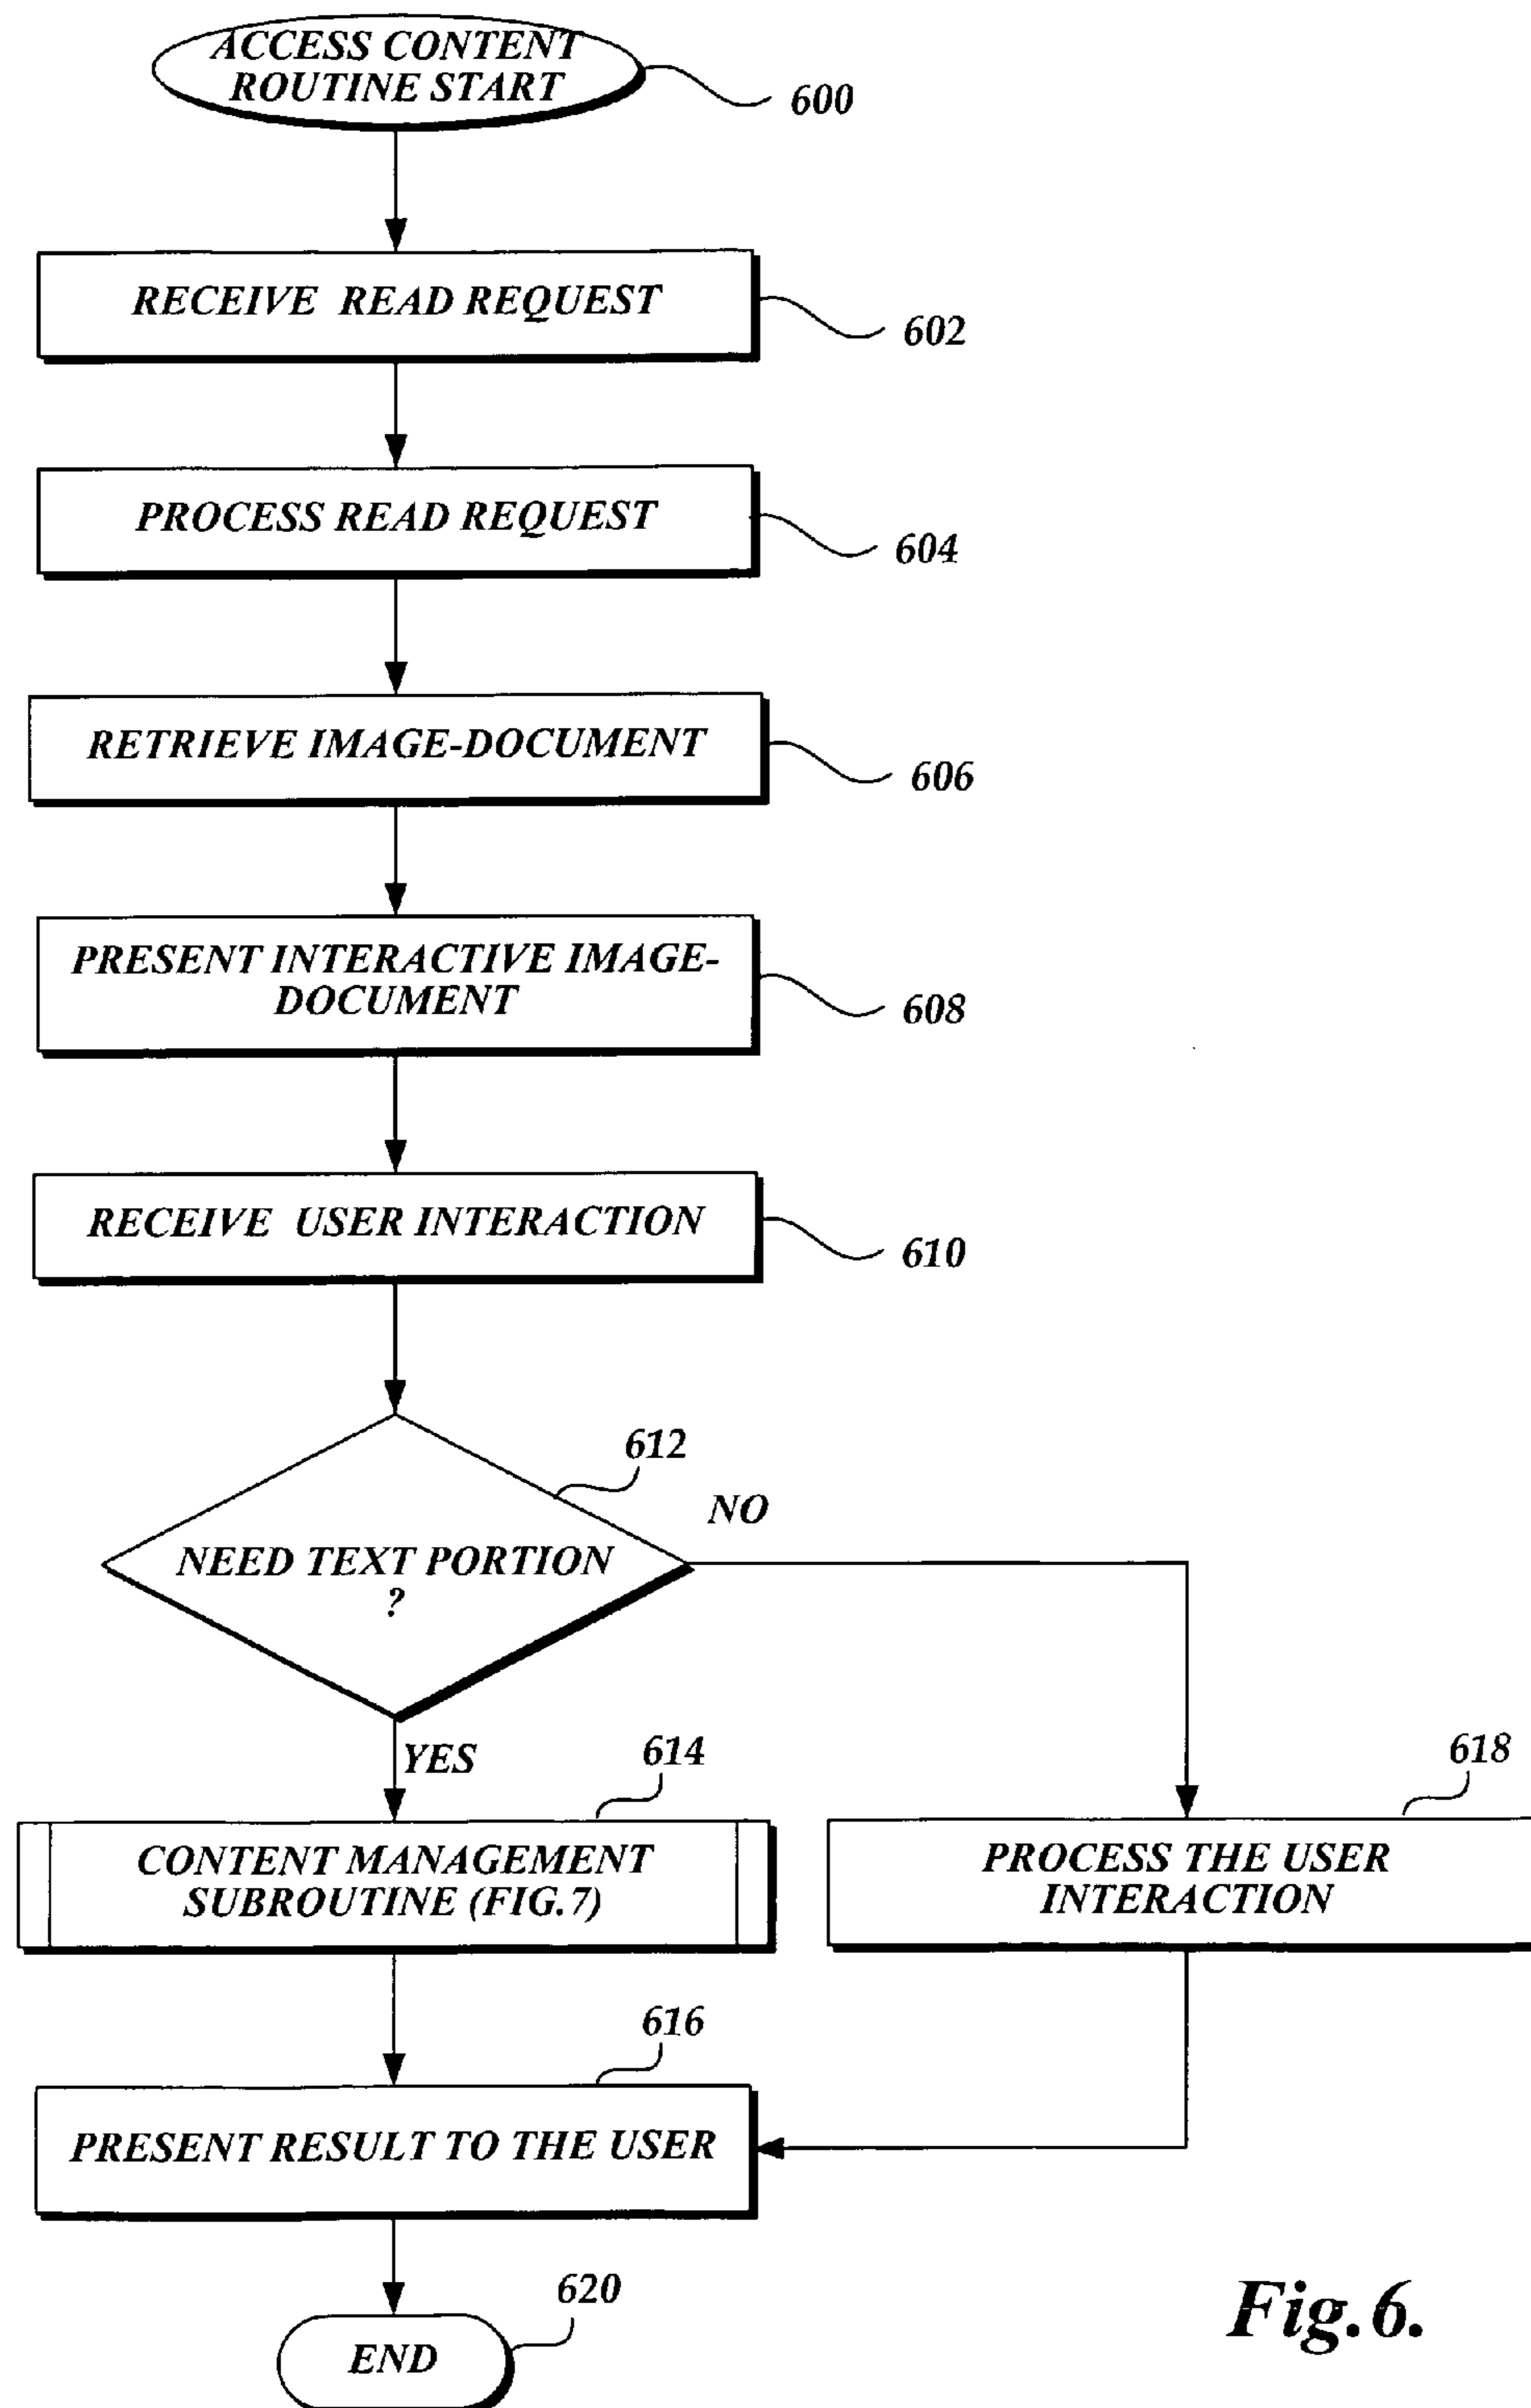 ACCESS CONTENT
ROUTINE START
600
RECEIVE READ REQUEST
602
PROCESS READ REQUEST
604
RETRIEVE IMAGE-DOCUMENT
606
PRESENT INTERACTIVE IMAGE-
DOCUMENT
608
RECEIVE USER INTERACTION
610
612
NO
NEED TEXT PORTION
?
YES
614
618
CONTENT MANAGEMENT
SUBROUTINE (FIG. 7)
PROCESS THE USER
INTERACTION
616
PRESENT RESULT TO THE USER
620
END
Fig. 6.